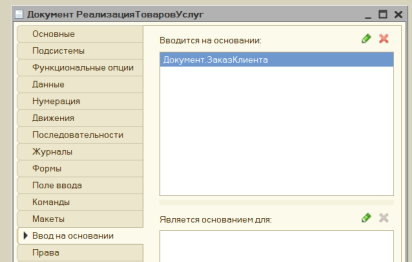 Документ РеализацияТоваровУслуг
Основные
Подсистемы
Функциональные опции
Данные
Нумерация
Движения
Последовательности
Журналы
Формы
Поле ввода
Команды
Макеты
Ввод на основании
Права
Вводится на основании:
Документ.ЗаказКлиента
Является основанием для: